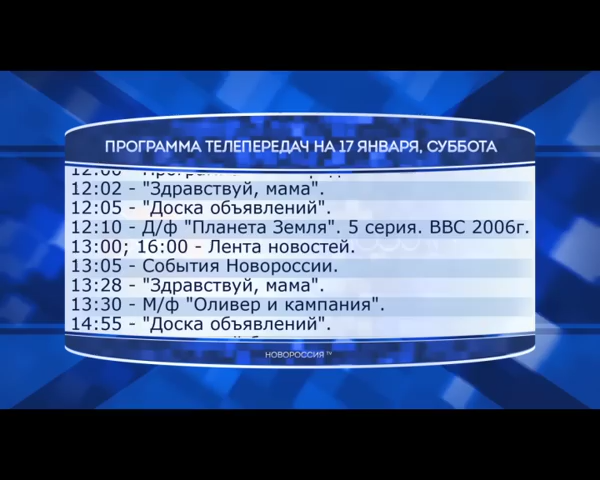 ПРОГРАММА ТЕЛЕПЕРЕДАЧ НА 17 ЯНВАРЯ, СУББОТА
12:02 - "Здравствуй, мама".
12:05 - "Доска объявлений".
12:10 - Д/ф "Планета Земля". 5 серия. BBC 2006г.
13:00; 16:00 - Лента новостей.
13:05 - События Новороссии.
13:28 - "Здравствуй, мама".
13:30 - М/ф "Оливер и кампания".
14:55 - "Доска объявлений".
НОВОРОССИЯ TV